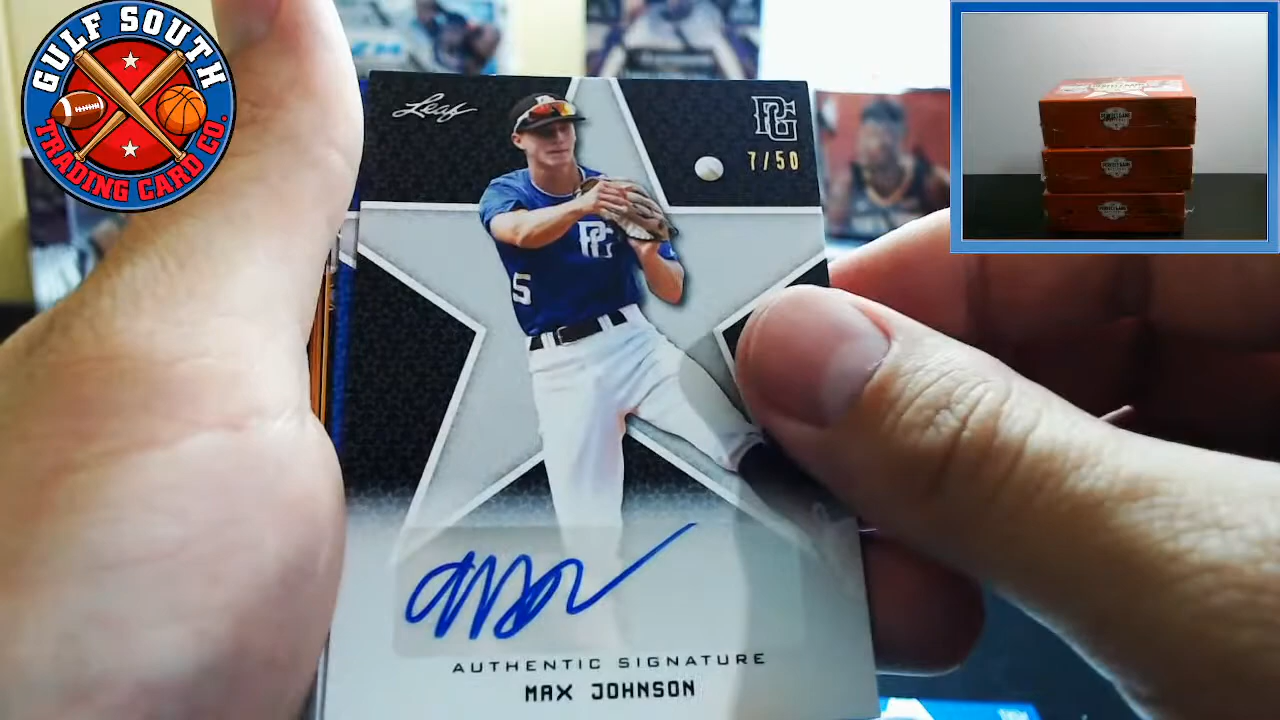 GULF SOUTH
TRADING CARD CO.
Leaf
PG
7/50
PG
5
AUTHENTIC SIGNATURE
MAX JOHNSON